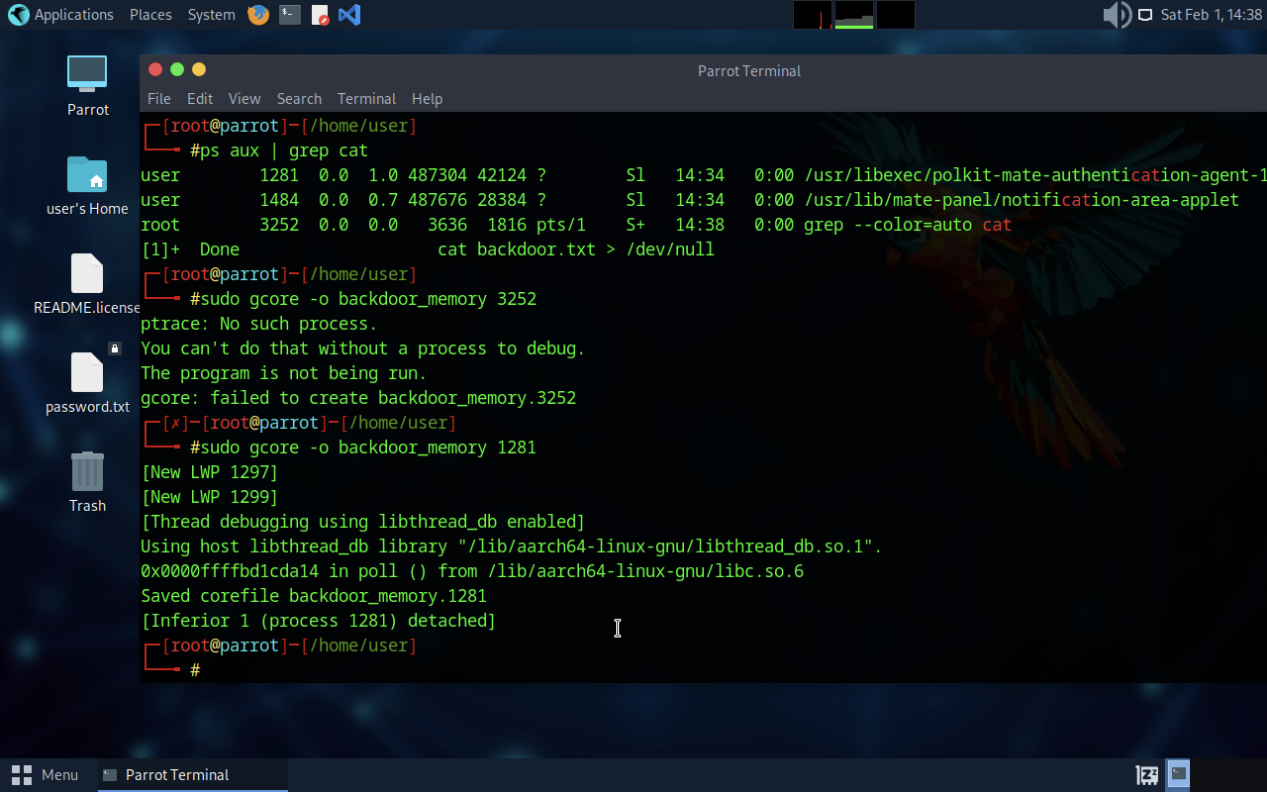 Applications Places System Sat Feb 1, 14:38
Parrot
user's Home
README.license
password.txt
Trash
Parrot Terminal
File Edit View Search Terminal Help
┌─[root@parrot]─[/home/user]
└──╼ #ps aux | grep cat
user 1281 0.0 1.0 487304 42124 ? Sl 14:34 0:00 /usr/libexec/polkit-mate-authentication-agent-1
user 1484 0.0 0.7 487676 28384 ? Sl 14:34 0:00 /usr/lib/mate-panel/notification-area-applet
root 3252 0.0 0.0 3636 1816 pts/1 S+ 14:38 0:00 grep --color=auto cat
[1]+ Done cat backdoor.txt > /dev/null
┌─[root@parrot]─[/home/user]
└──╼ #sudo gcore -o backdoor_memory 3252
ptrace: No such process.
You can't do that without a process to debug.
The program is not being run.
gcore: failed to create backdoor_memory.3252
┌─[✗]─[root@parrot]─[/home/user]
└──╼ #sudo gcore -o backdoor_memory 1281
[New LWP 1297]
[New LWP 1299]
[Thread debugging using libthread_db enabled]
Using host libthread_db library "/lib/aarch64-linux-gnu/libthread_db.so.1".
0x0000ffffbd1cda14 in poll () from /lib/aarch64-linux-gnu/libc.so.6
Saved corefile backdoor_memory.1281
[Inferior 1 (process 1281) detached]
┌─[root@parrot]─[/home/user]
└──╼ #
Menu Parrot Terminal